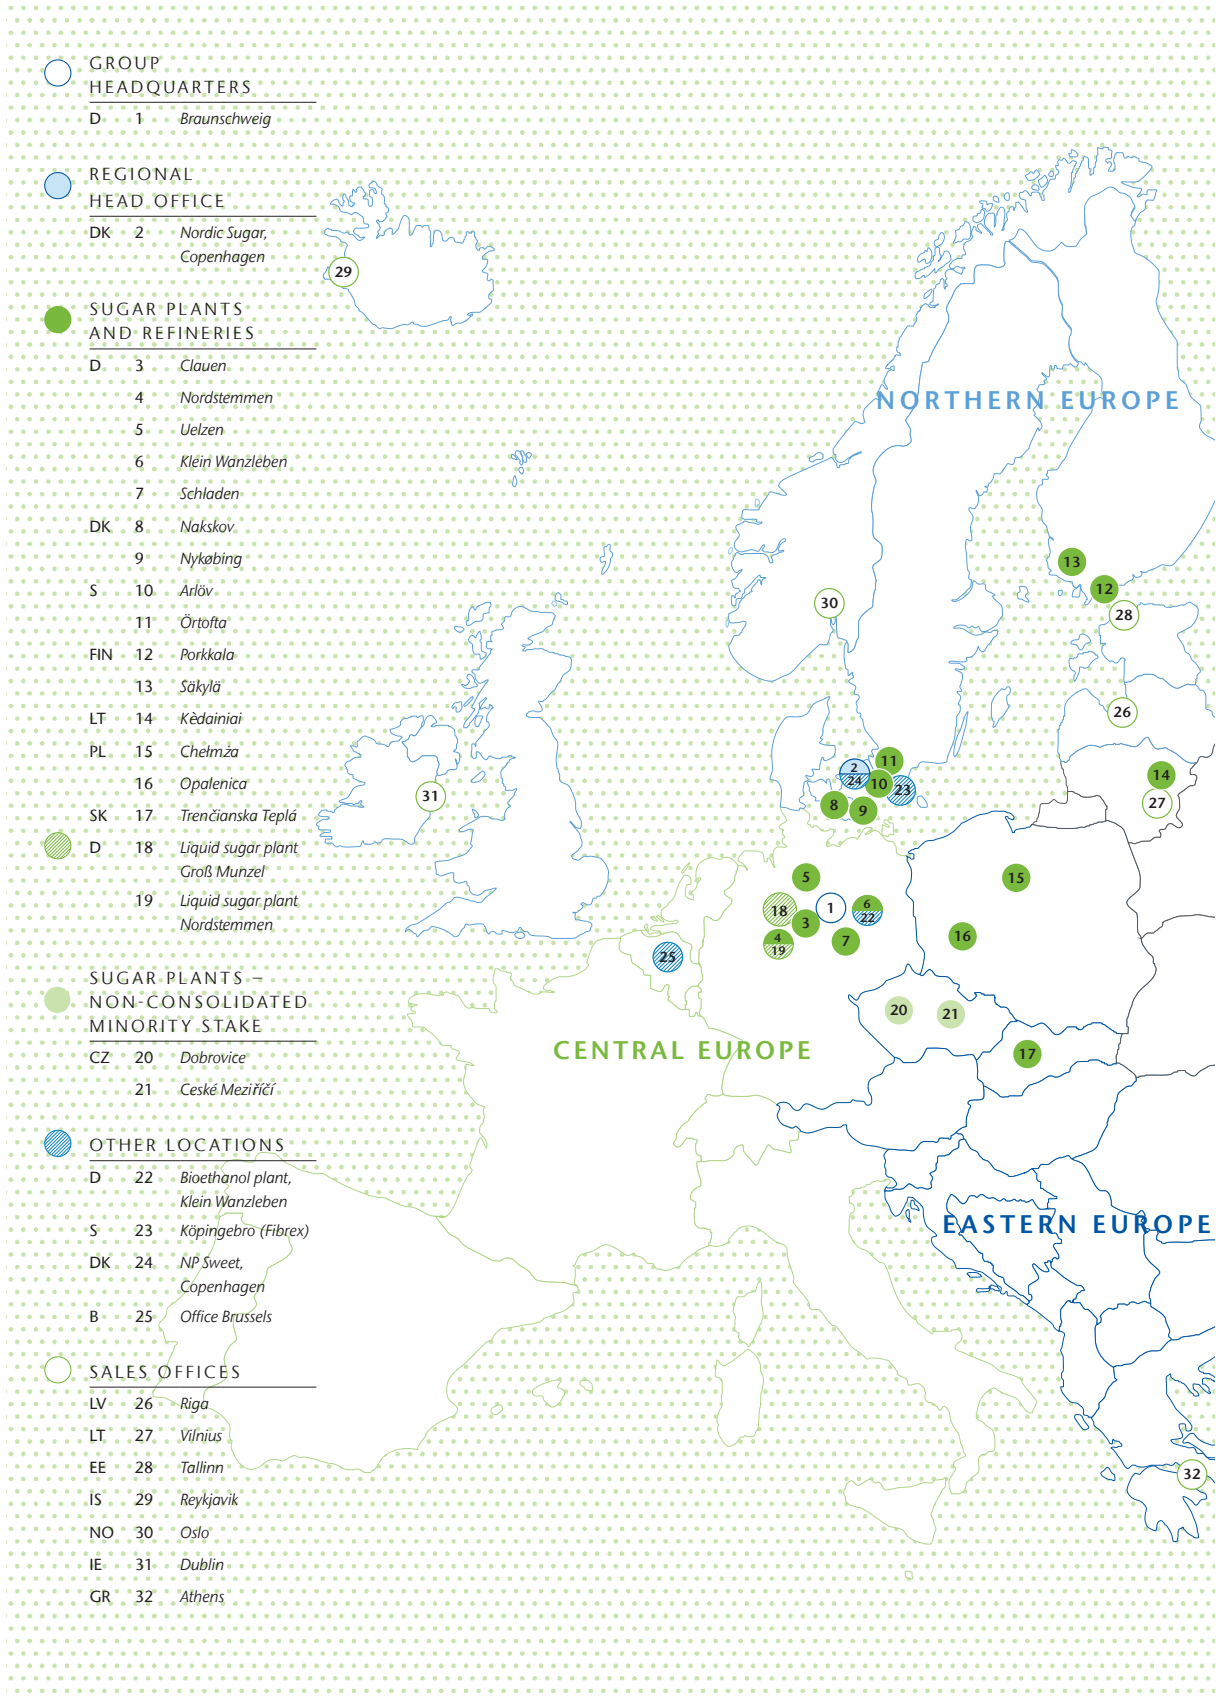 GROUP
HEADQUARTERS
D 1 Braunschweig
REGIONAL
HEAD OFFICE
DK 2 Nordic Sugar,
Copenhagen
SUGAR PLANTS
AND REFINERIES
D 3 Clauen
4 Nordstemmen
5 Uelzen
6 Klein Wanzleben
7 Schladen
DK 8 Nakskov
9 Nykøbing
S 10 Arlöv
11 Örtofta
FIN 12 Porkkala
13 Säkylä
LT 14 Kèdainiai
PL 15 Chełmża
16 Opalenica
SK 17 Trenčianska Teplá
D 18 Liquid sugar plant
Groß Munzel
19 Liquid sugar plant
Nordstemmen
SUGAR PLANTS –
NON-CONSOLIDATED
MINORITY STAKE
CZ 20 Dobrovice
21 Ceské Meziříčí
OTHER LOCATIONS
D 22 Bioethanol plant,
Klein Wanzleben
S 23 Köpingebro (Fibrex)
DK 24 NP Sweet,
Copenhagen
B 25 Office Brussels
SALES OFFICES
LV 26 Riga
LT 27 Vilnius
EE 28 Tallinn
IS 29 Reykjavik
NO 30 Oslo
IE 31 Dublin
GR 32 Athens
29
NORTHERN EUROPE
13
12
30
28
26
11
2
24
10
23
14
31
8
9
27
5
15
18
1
6
22
3
4
19
7
16
25
20
21
CENTRAL EUROPE
17
EASTERN EUROPE
32